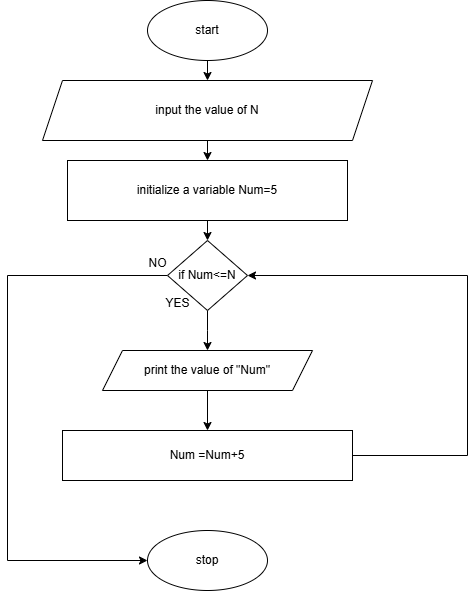 start
input the value of N
initialize a variable Num=5
NO
if Num<=N
YES
print the value of "Num"
Num =Num+5
stop